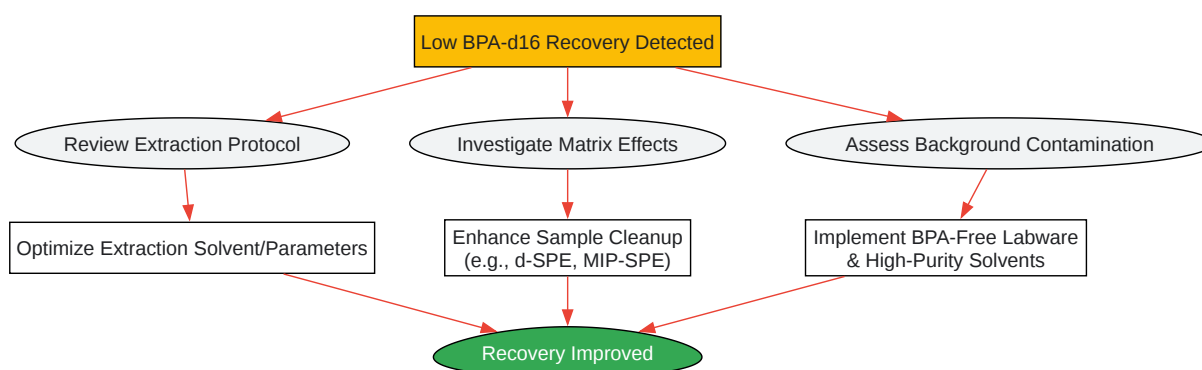 Low BPA-d16 Recovery Detected
Review Extraction Protocol
Investigate Matrix Effects
Assess Background Contamination
Optimize Extraction Solvent/Parameters
Enhance Sample Cleanup
(e.g., d-SPE, MIP-SPE)
Implement BPA-Free Labware
& High-Purity Solvents
Recovery Improved